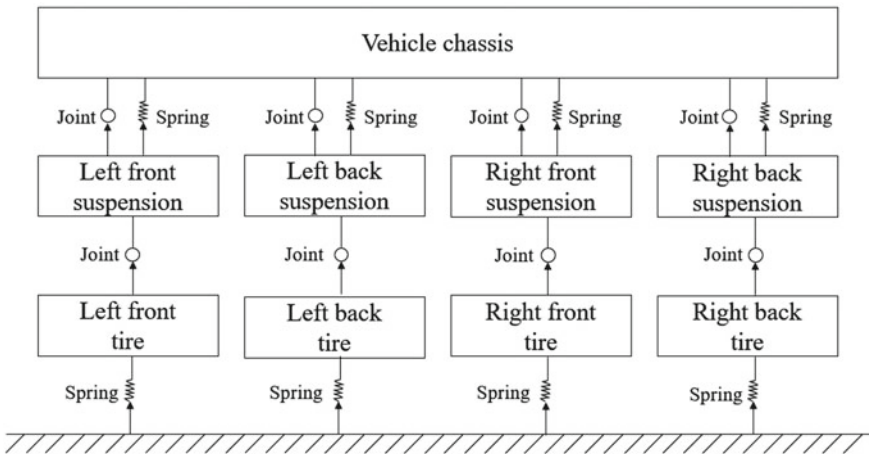 Vehicle chassis
Joint Spring Joint Spring Joint Spring Joint Spring
Left front Left back Right front Right back
suspension suspension suspension suspension
Joint Joint Joint Joint
Left front Left back Right front Right back
tire tire tire tire
Spring Spring Spring Spring